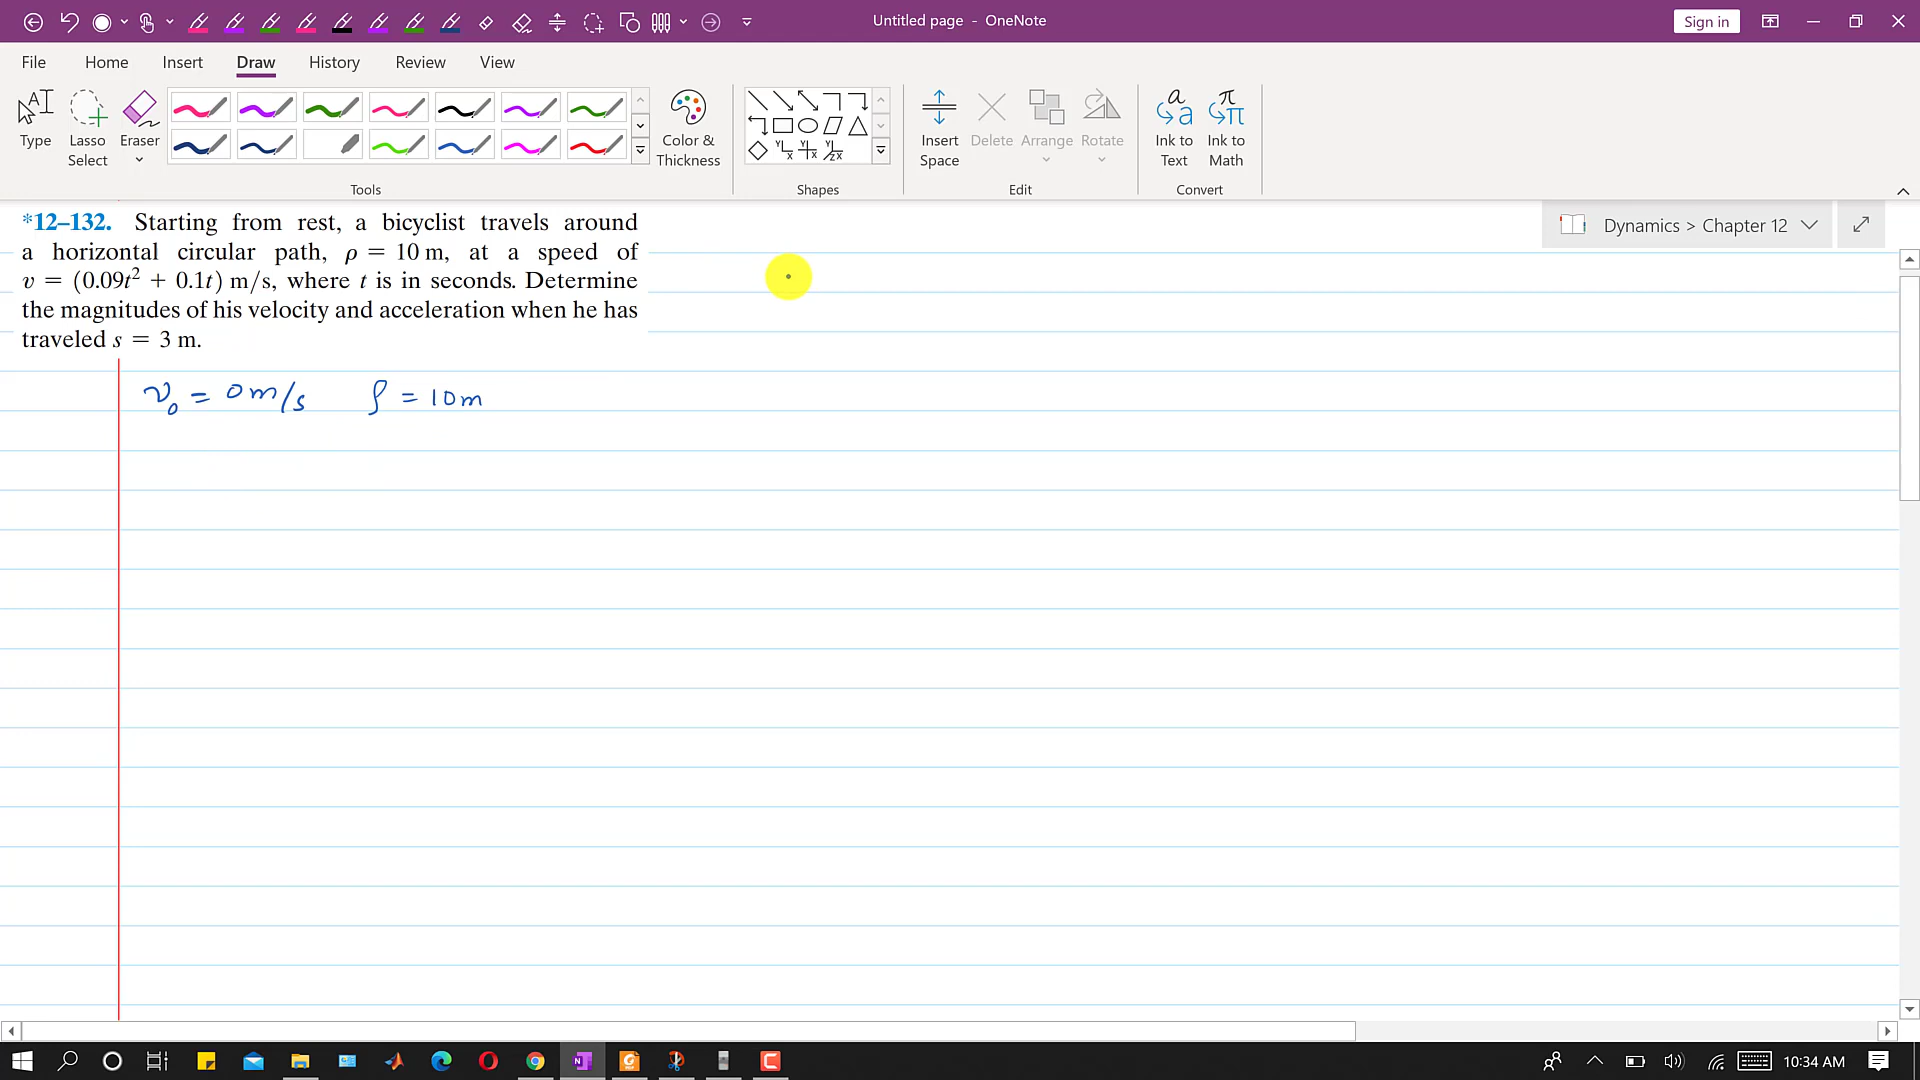 Untitled page - OneNote
Sign in
File Home Insert Draw History Review View
Type
Lasso Select
Eraser
Color & Thickness
Insert Space
Delete
Arrange
Rotate
Ink to Text
Ink to Math
Tools
Shapes
Edit
Convert
Dynamics > Chapter 12
*12–132. Starting from rest, a bicyclist travels around
a horizontal circular path, ρ = 10 m, at a speed of
v = (0.09t² + 0.1t) m/s, where t is in seconds. Determine
the magnitudes of his velocity and acceleration when he has
traveled s = 3 m.
v₀ = 0 m/s ρ = 10 m
10:34 AM